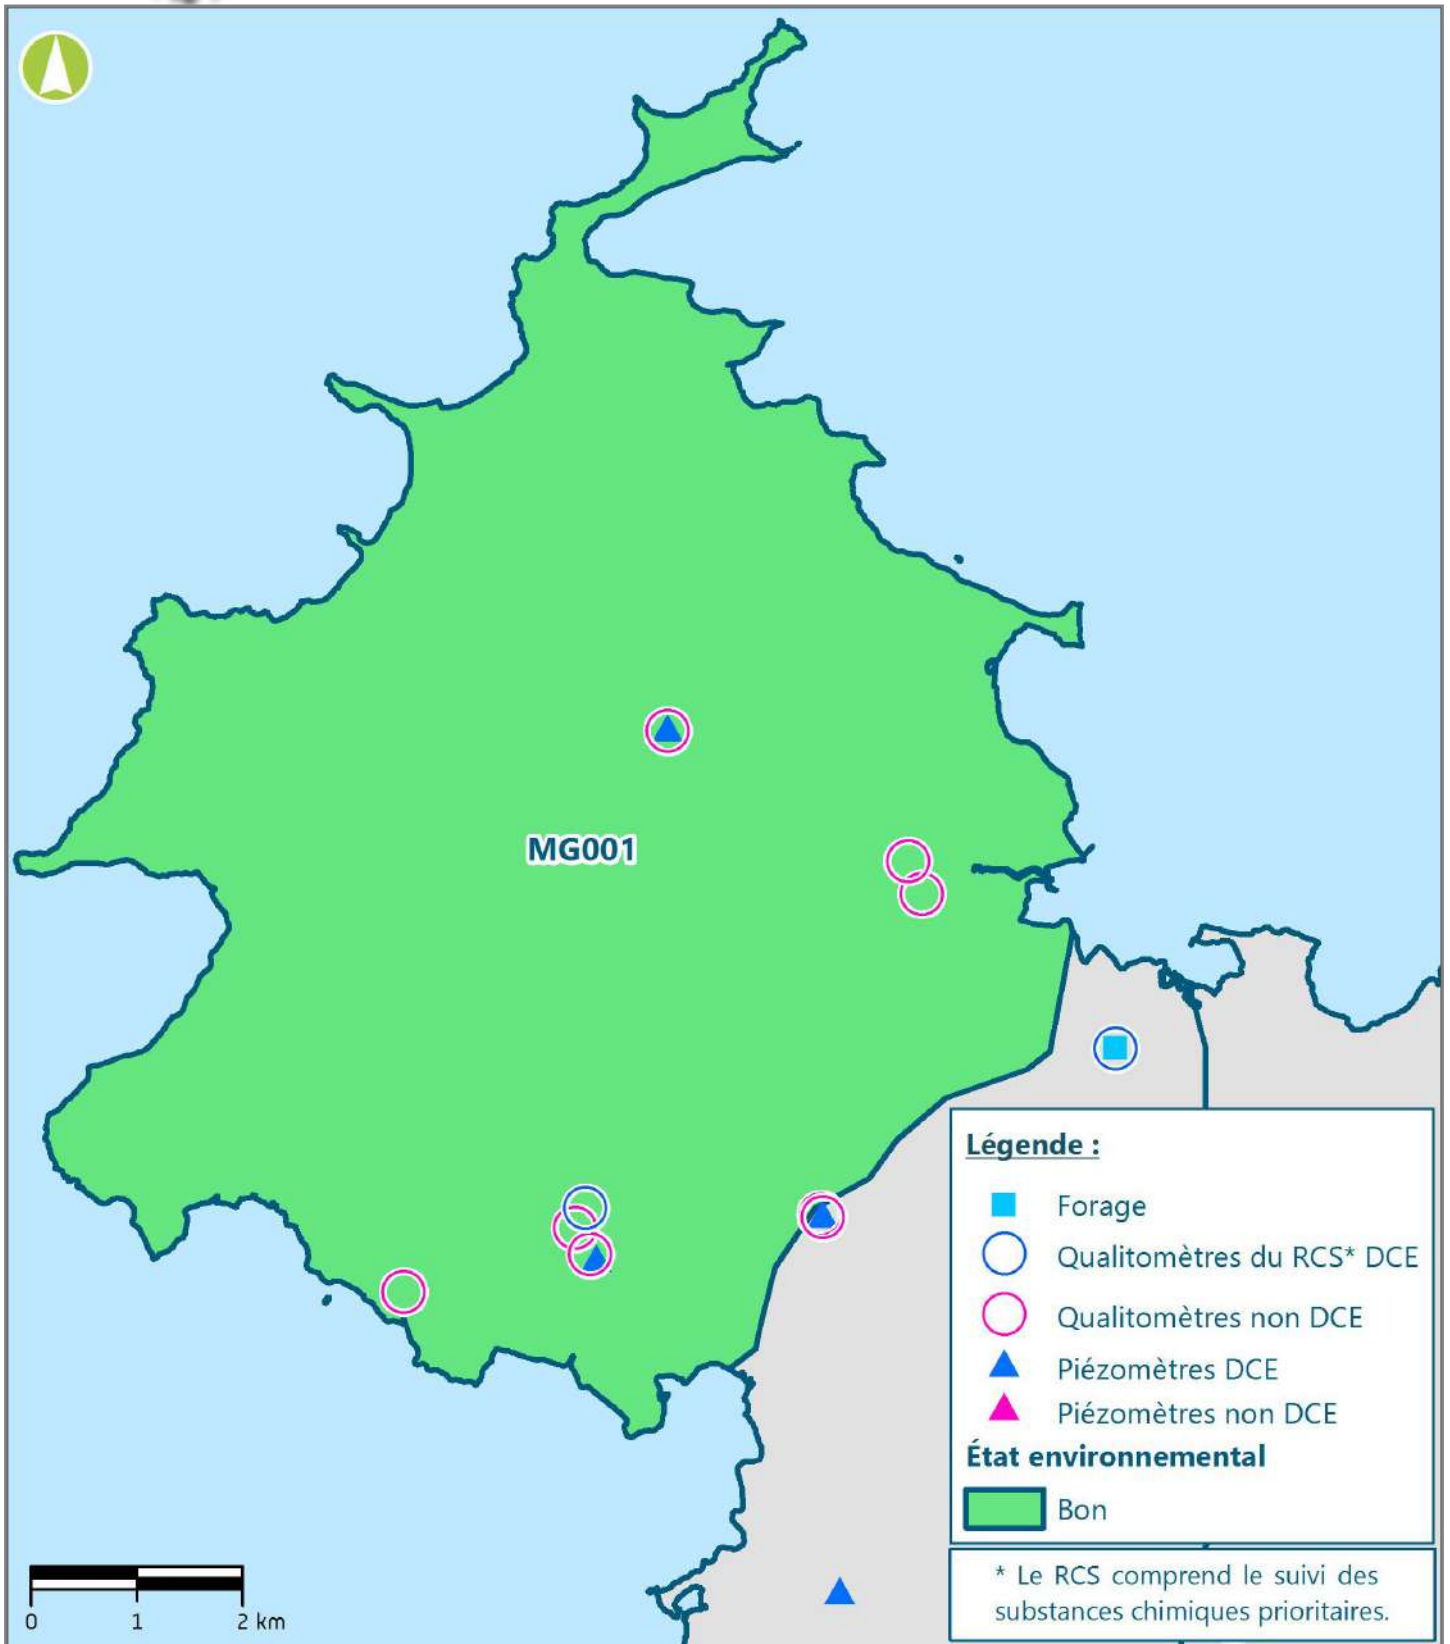 MG001
Légende :
Forage
Qualitomètres du RCS* DCE
Qualitomètres non DCE
Piézomètres DCE
Piézomètres non DCE
État environnemental
Bon
* Le RCS comprend le suivi des
substances chimiques prioritaires.
0 1 2 km